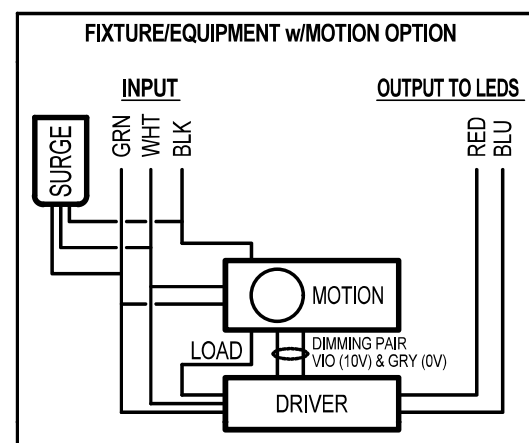 FIXTURE/EQUIPMENT w/MOTION OPTION
INPUT
OUTPUT TO LEDS
SURGE
GRN
WHT
BLK
RED
BLU
MOTION
LOAD
DIMMING PAIR
VIO (10V) & GRY (0V)
DRIVER